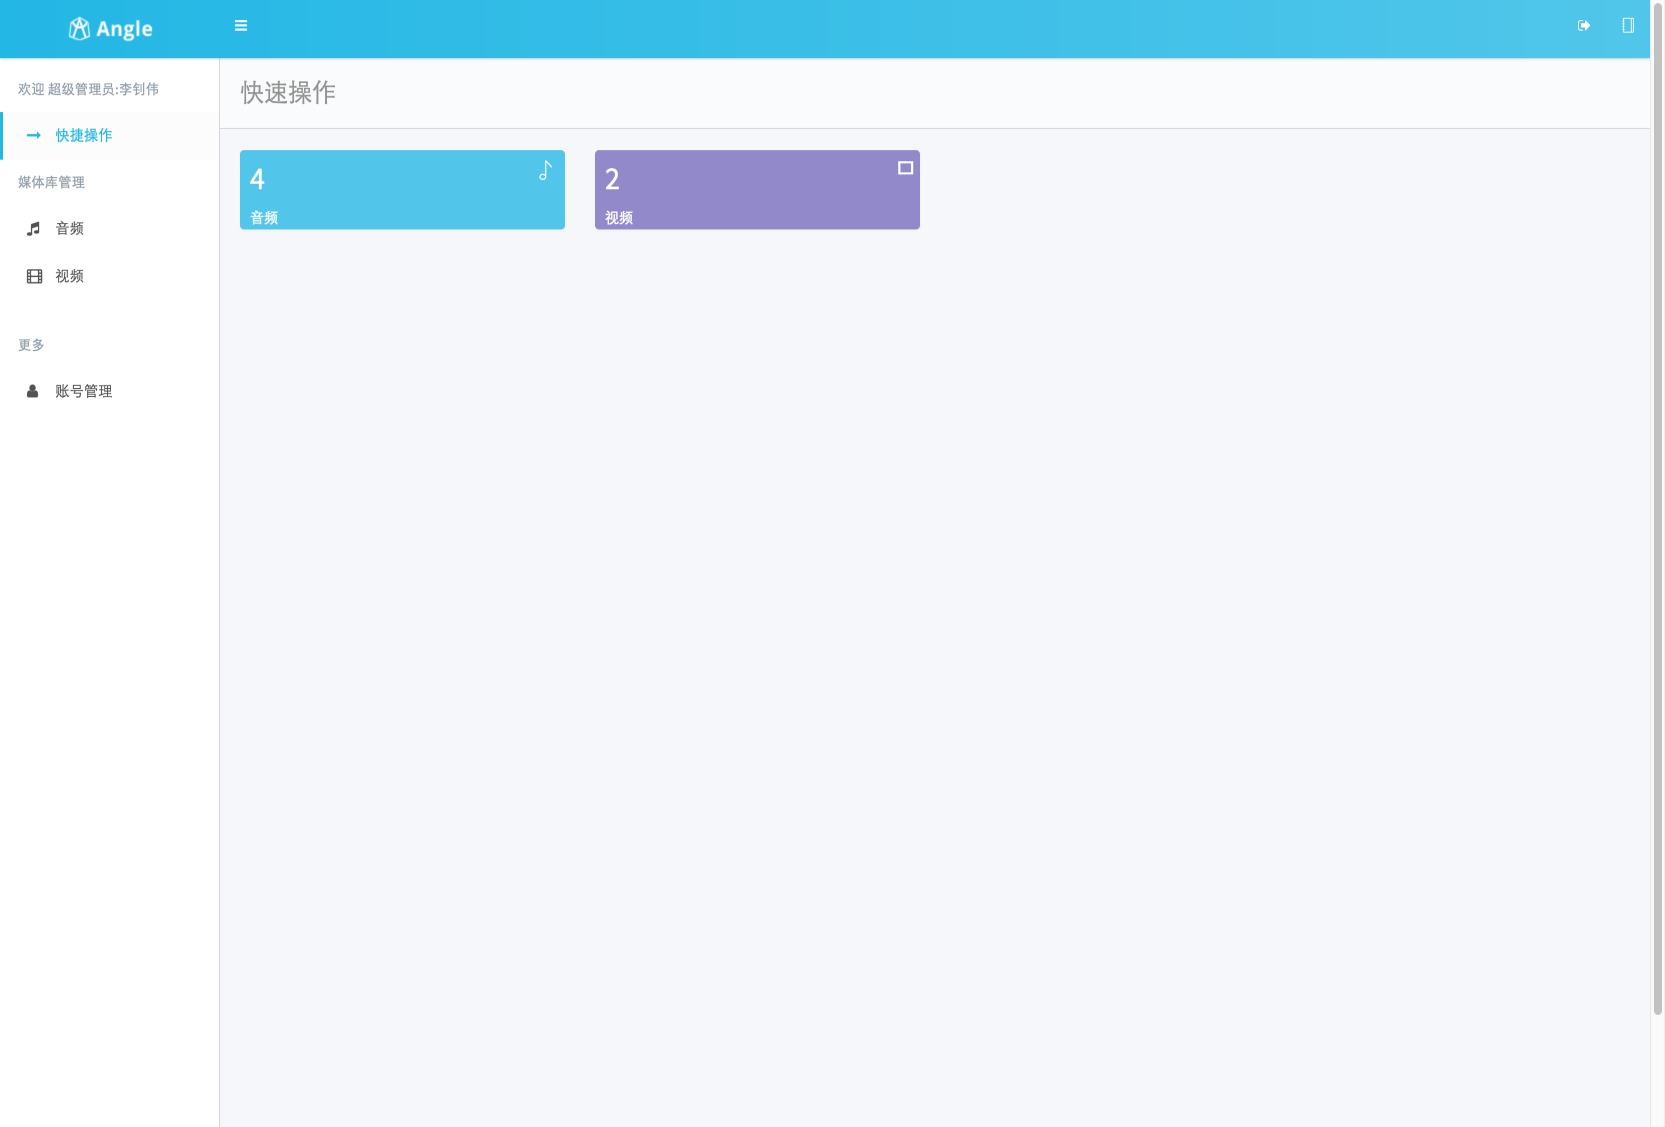 Angle
欢迎 超级管理员:李钊伟
快捷操作
媒体库管理
音频
视频
更多
账号管理
快速操作
4
音频
2
视频